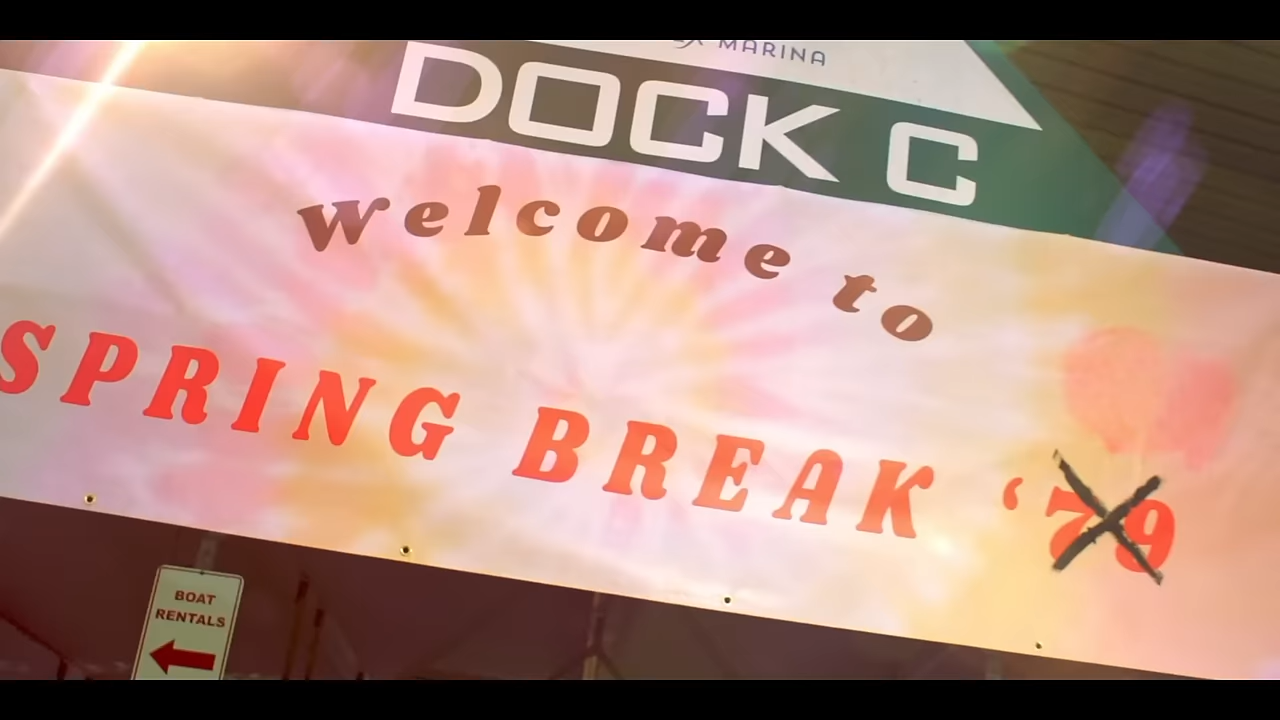 MARINA
DOCK C
welcome to
SPRING BREAK ‘79
BOAT
RENTALS